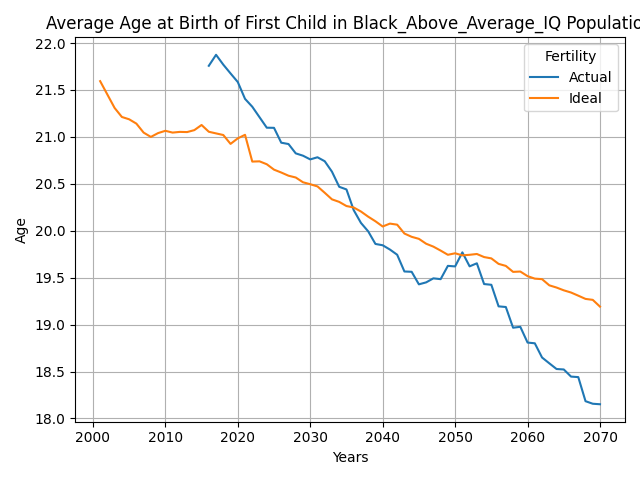 Average Age at Birth of First Child in Black_Above_Average_IQ Populatio
Fertility
Actual
Ideal
22.0
21.5
21.0
20.5
20.0
19.5
19.0
18.5
18.0
Age
2000 2010 2020 2030 2040 2050 2060 2070
Years